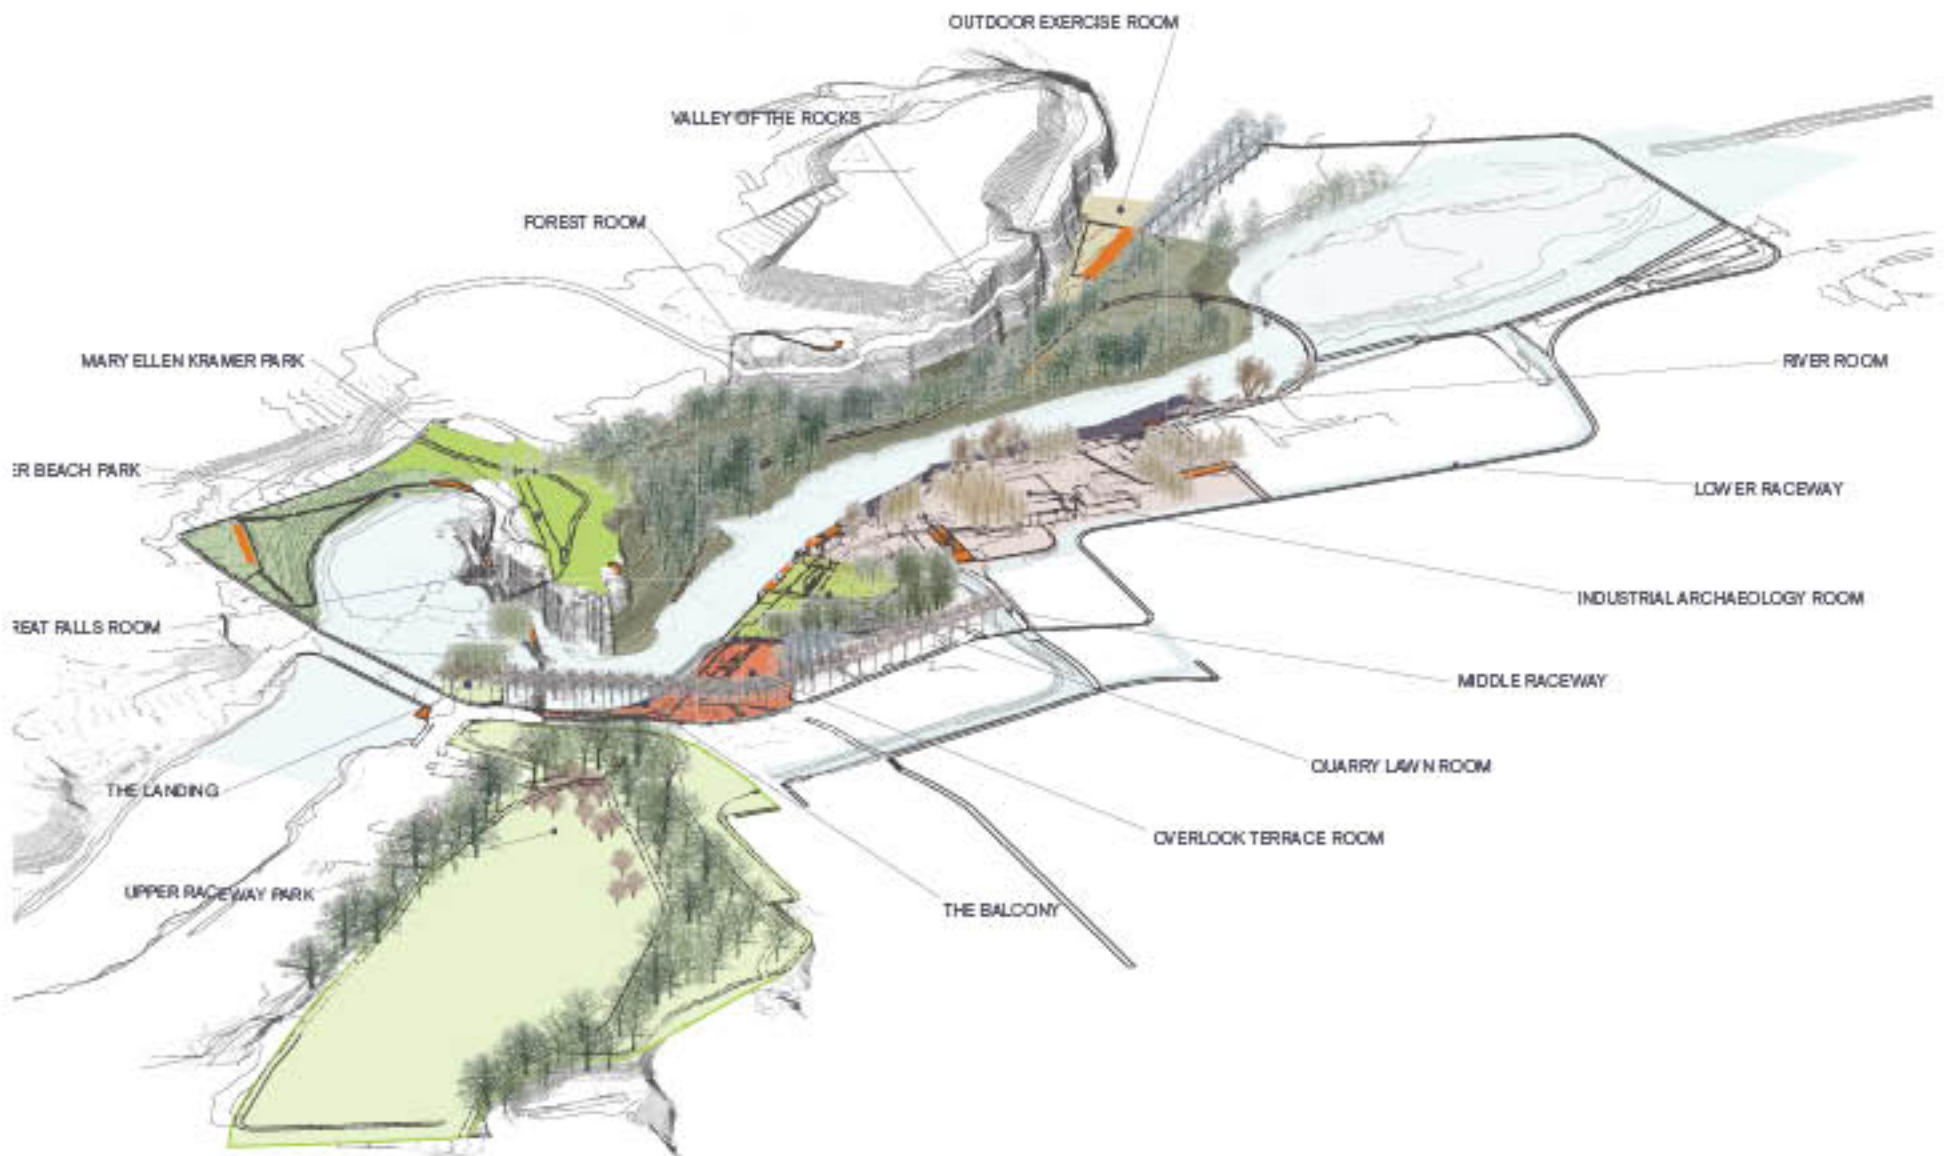 OUTDOOR EXERCISE ROOM
VALLEY OF THE ROCKS
FOREST ROOM
MARY ELLEN KRAMER PARK
RIVER ROOM
ER BEACH PARK
LOWER RACEWAY
INDUSTRIAL ARCHAEOLOGY ROOM
REAT FALLS ROOM
MIDDLE RACEWAY
QUARRY LAWN ROOM
THE LANDING
OVERLOOK TERRACE ROOM
UPPER RACEWAY PARK
THE BALCONY